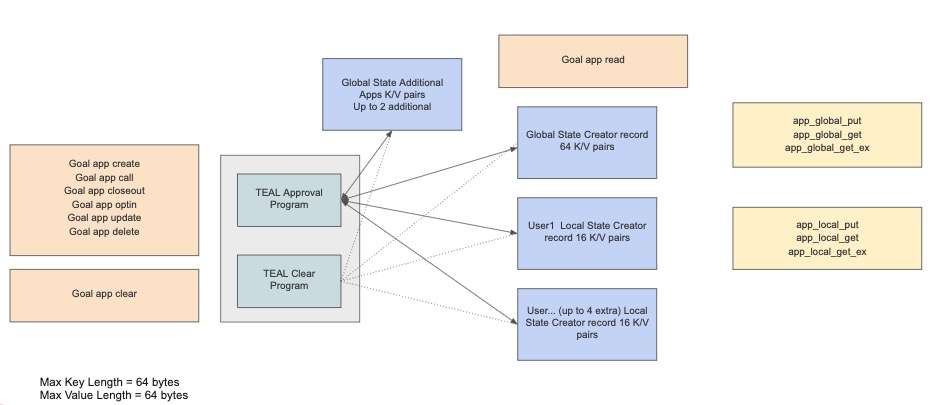 Goal app read
Global State Additional
Apps K/V pairs
Up to 2 additional
Global State Creator record
64 K/V pairs
app_global_put
app_global_get
app_global_get_ex
Goal app create
Goal app call
Goal app closeout
Goal app optin
Goal app update
Goal app delete
TEAL Approval
Program
User1  Local State Creator
record 16 K/V pairs
app_local_put
app_local_get
app_local_get_ex
TEAL Clear
Program
Goal app clear
User... (up to 4 extra) Local
State Creator record 16 K/V
pairs
Max Key Length = 64 bytes
Max Value Length = 64 bytes